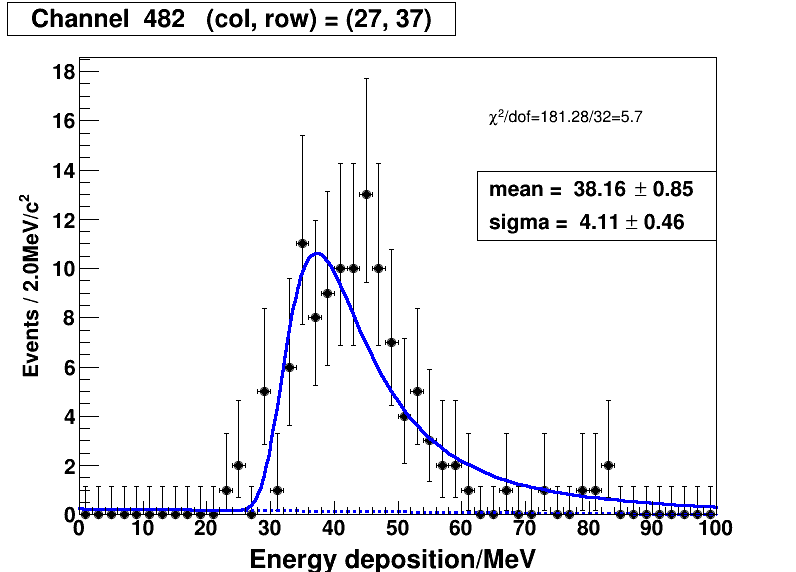 Channel 482 (col, row) = (27, 37)
χ²/dof=181.28/32=5.7
mean = 38.16 ± 0.85
sigma = 4.11 ± 0.46
Events / 2.0MeV/c²
18
16
14
12
10
8
6
4
2
0
0 10 20 30 40 50 60 70 80 90 100
Energy deposition/MeV